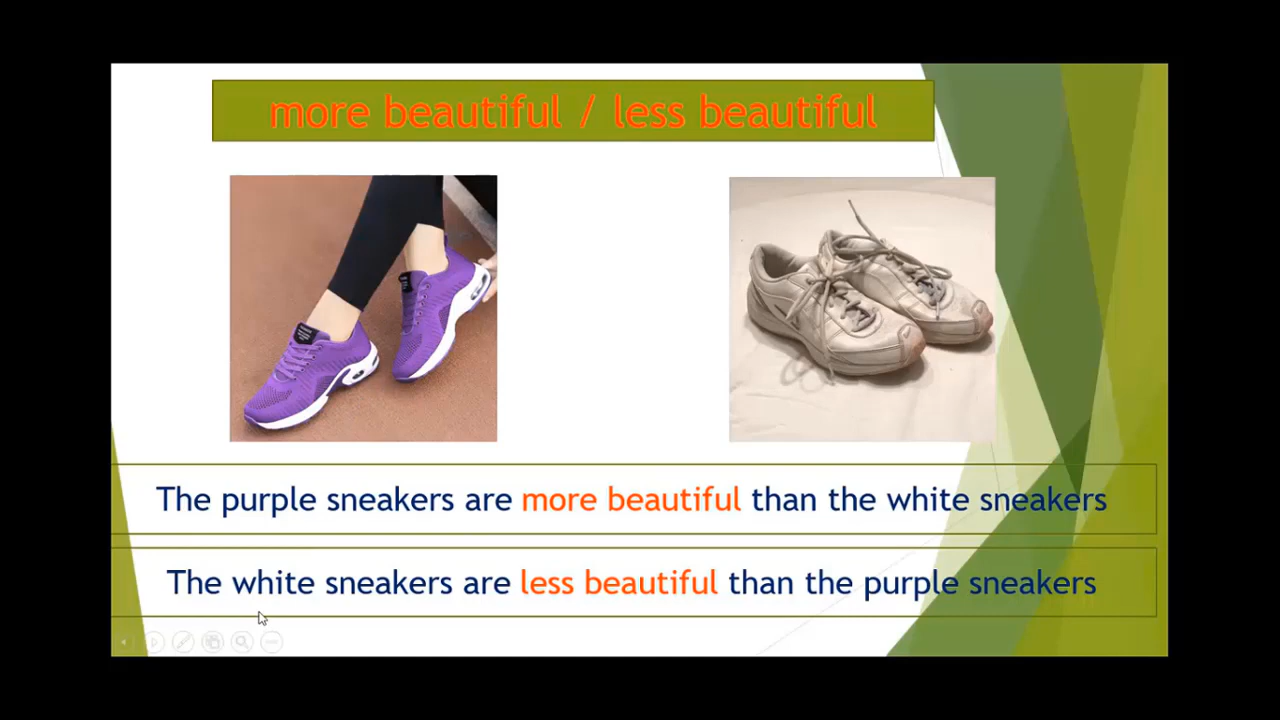 more beautiful / less beautiful
The purple sneakers are more beautiful than the white sneakers
The white sneakers are less beautiful than the purple sneakers